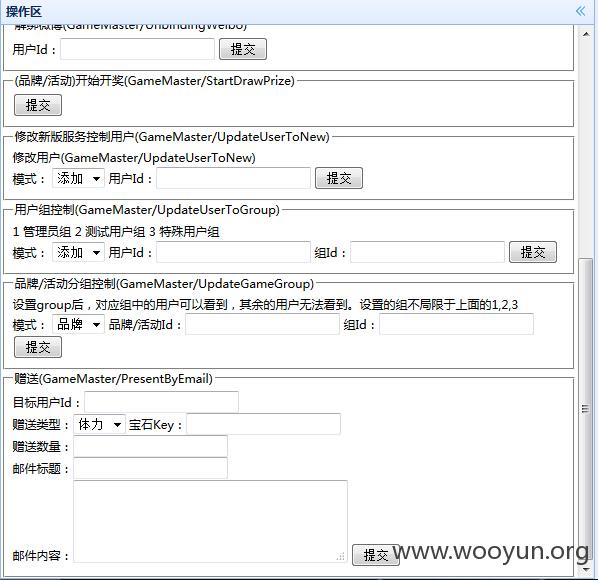 操作区
解绑微博(GameMaster/UnbindingWeibo)
用户Id： 提交
(品牌/活动)开始开奖(GameMaster/StartDrawPrize)
提交
修改新版服务控制用户(GameMaster/UpdateUserToNew)
修改用户(GameMaster/UpdateUserToNew)
模式： 添加 用户Id： 提交
用户组控制(GameMaster/UpdateUserToGroup)
1 管理员组 2 测试用户组 3 特殊用户组
模式： 添加 用户Id： 组Id： 提交
品牌/活动分组控制(GameMaster/UpdateGameGroup)
设置group后，对应组中的用户可以看到，其余的用户无法看到。设置的组不局限于上面的1,2,3
模式： 品牌 品牌/活动Id： 组Id：
提交
赠送(GameMaster/PresentByEmail)
目标用户Id：
赠送类型： 体力 宝石Key：
赠送数量：
邮件标题：
邮件内容： 提交
www.wooyun.org